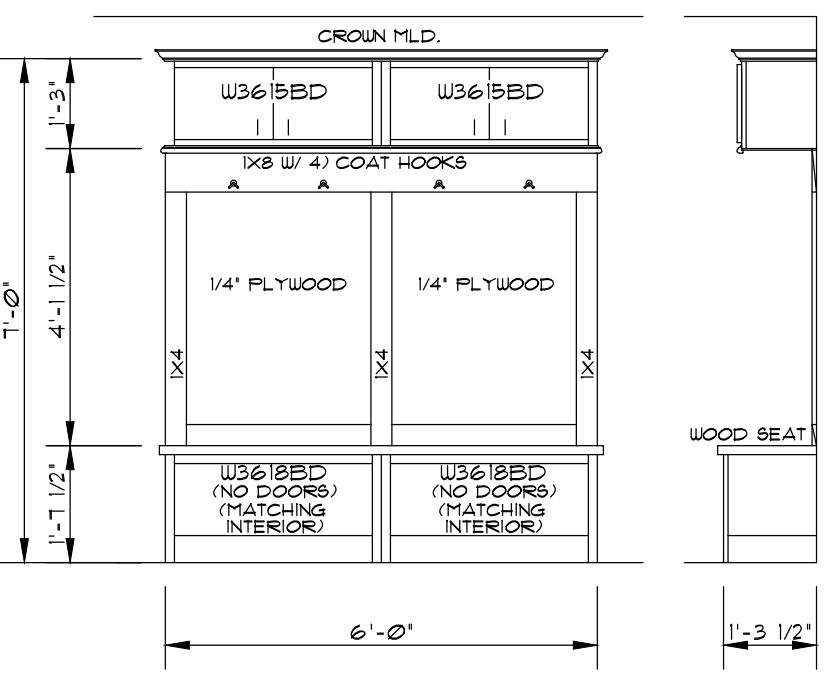 CROWN MLD.
W3615BD
W3615BD
1'-3"
1X8 W/ 4) COAT HOOKS
1/4" PLYWOOD
1/4" PLYWOOD
7'-0"
4'-1 1/2"
1X4
1X4
1X4
WOOD SEAT
W3618BD
(NO DOORS)
(MATCHING
INTERIOR)
W3618BD
(NO DOORS)
(MATCHING
INTERIOR)
1'-7 1/2"
6'-0"
1'-3 1/2"